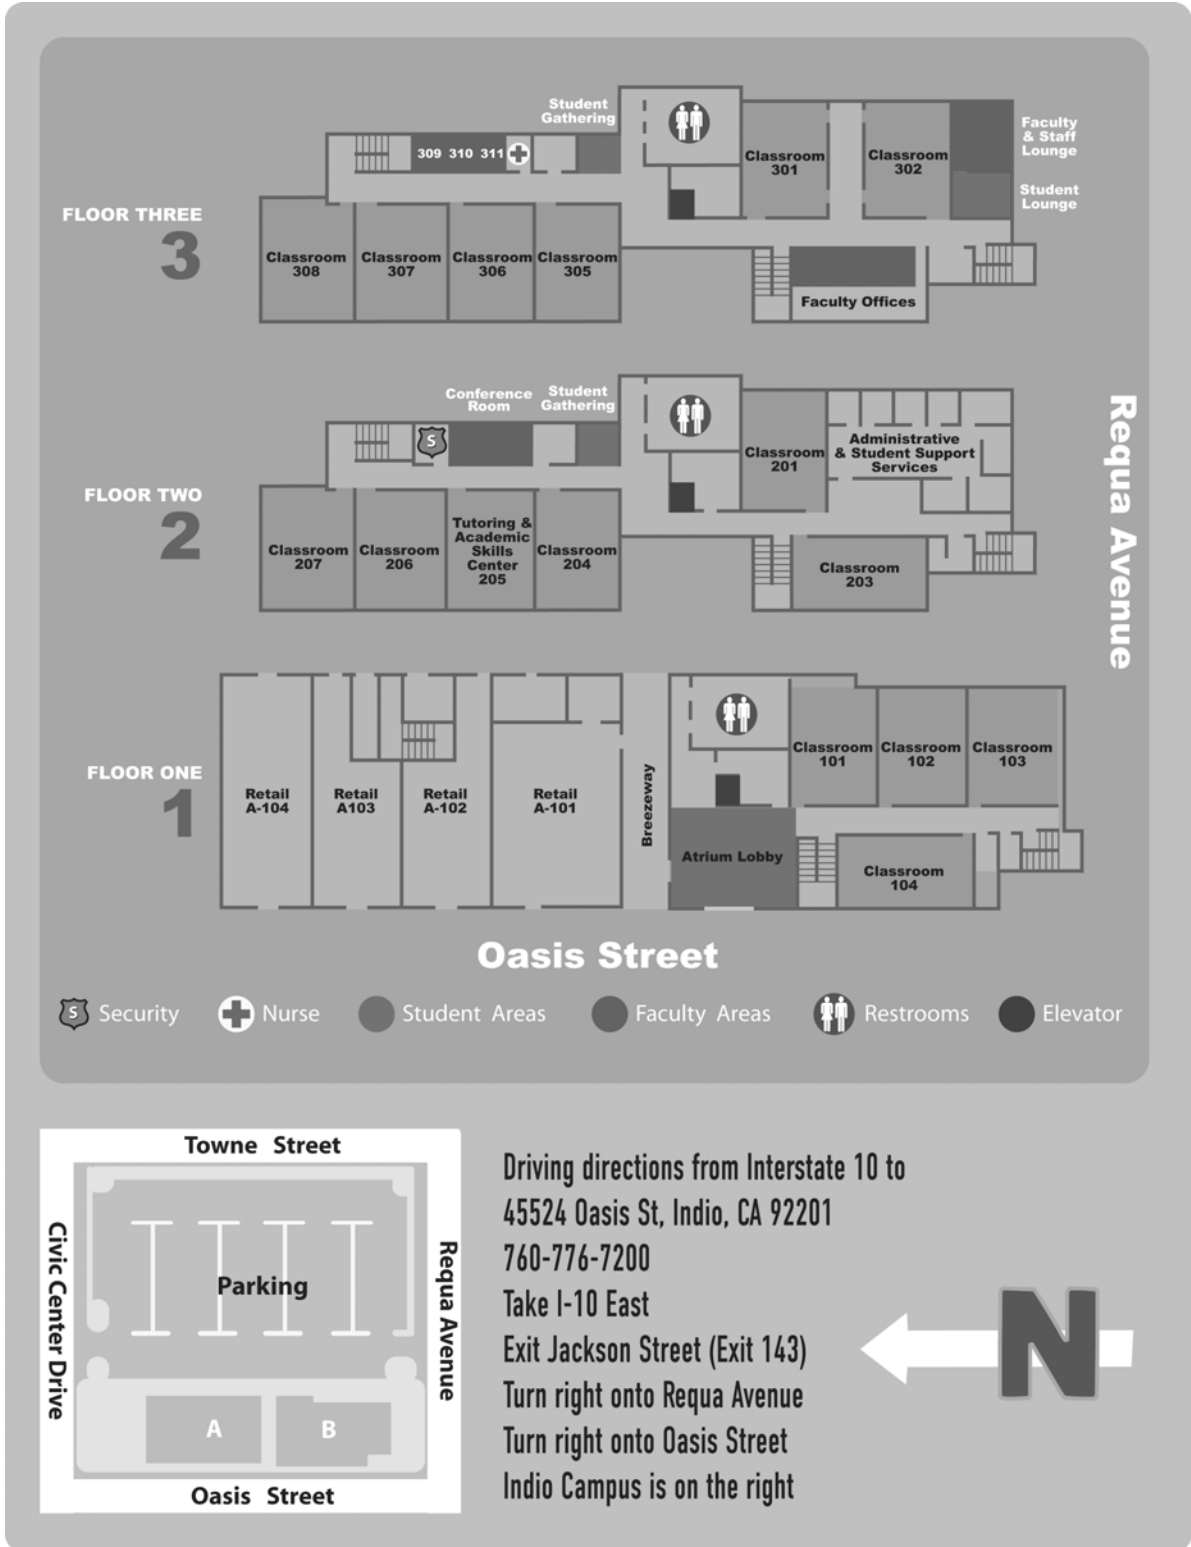 Student
Gathering
309 310 311
Classroom
301
Classroom
302
Faculty
& Staff
Lounge
Student
Lounge
FLOOR THREE
3
Classroom
308
Classroom
307
Classroom
306
Classroom
305
Faculty Offices
Conference
Room
Student
Gathering
S
Classroom
201
Administrative
& Student Support
Services
FLOOR TWO
2
Classroom
207
Classroom
206
Tutoring &
Academic
Skills
Center
205
Classroom
204
Classroom
203
Requa Avenue
FLOOR ONE
1
Retail
A-104
Retail
A103
Retail
A-102
Retail
A-101
Breezeway
Classroom
101
Classroom
102
Classroom
103
Atrium Lobby
Classroom
104
Oasis Street
S Security
Nurse
Student Areas
Faculty Areas
Restrooms
Elevator
Towne Street
Civic Center Drive
Parking
Requa Avenue
A
B
Oasis Street
Driving directions from Interstate 10 to
45524 Oasis St, Indio, CA 92201
760-776-7200
Take I-10 East
Exit Jackson Street (Exit 143)
Turn right onto Requa Avenue
Turn right onto Oasis Street
Indio Campus is on the right
N